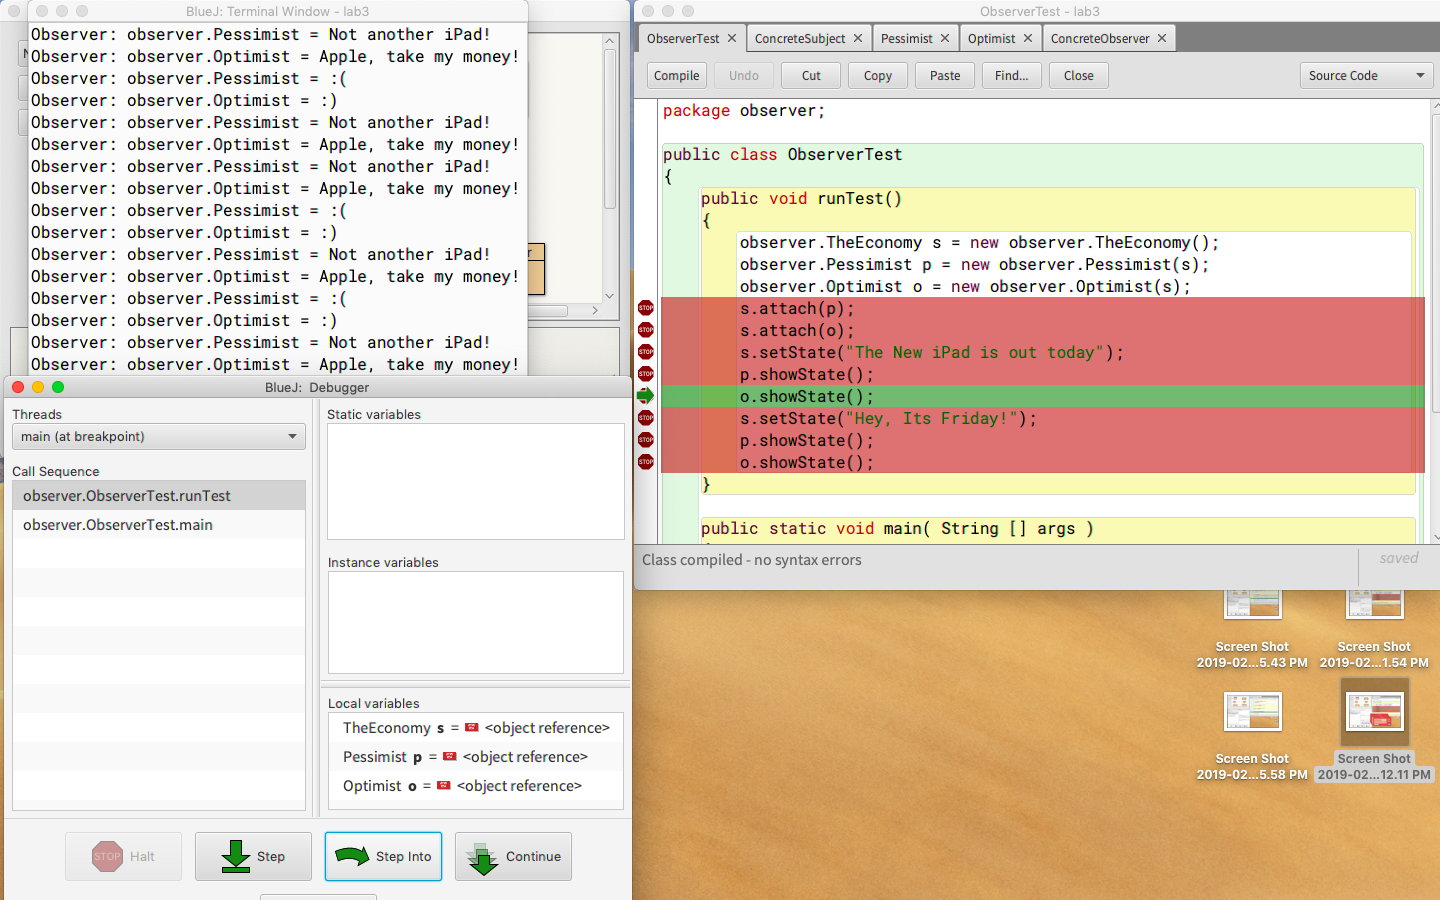 BlueJ: Terminal Window - lab3
Observer: observer.Pessimist = Not another iPad!
Observer: observer.Optimist = Apple, take my money!
Observer: observer.Pessimist = :(
Observer: observer.Optimist = :)
Observer: observer.Pessimist = Not another iPad!
Observer: observer.Optimist = Apple, take my money!
Observer: observer.Pessimist = Not another iPad!
Observer: observer.Optimist = Apple, take my money!
Observer: observer.Pessimist = :(
Observer: observer.Optimist = :)
Observer: observer.Pessimist = Not another iPad!
Observer: observer.Optimist = Apple, take my money!
Observer: observer.Pessimist = :(
Observer: observer.Optimist = :)
Observer: observer.Pessimist = Not another iPad!
Observer: observer.Optimist = Apple, take my money!
ObserverTest - lab3
ObserverTest ConcreteSubject Pessimist Optimist ConcreteObserver
Compile Undo Cut Copy Paste Find... Close Source Code
package observer;
public class ObserverTest
{
public void runTest()
{
observer.TheEconomy s = new observer.TheEconomy();
observer.Pessimist p = new observer.Pessimist(s);
observer.Optimist o = new observer.Optimist(s);
STOP s.attach(p);
STOP s.attach(o);
STOP s.setState("The New iPad is out today");
STOP p.showState();
o.showState();
STOP s.setState("Hey, Its Friday!");
STOP p.showState();
STOP o.showState();
}
public static void main( String [] args )
Class compiled - no syntax errors
saved
BlueJ: Debugger
Threads
main (at breakpoint)
Call Sequence
observer.ObserverTest.runTest
observer.ObserverTest.main
Static variables
Instance variables
Local variables
TheEconomy s = <object reference>
Pessimist p = <object reference>
Optimist o = <object reference>
STOP Halt
Step
Step Into
Continue
Screen Shot
2019-02...5.43 PM
Screen Shot
2019-02...1.54 PM
Screen Shot
2019-02...5.58 PM
Screen Shot
2019-02...12.11 PM